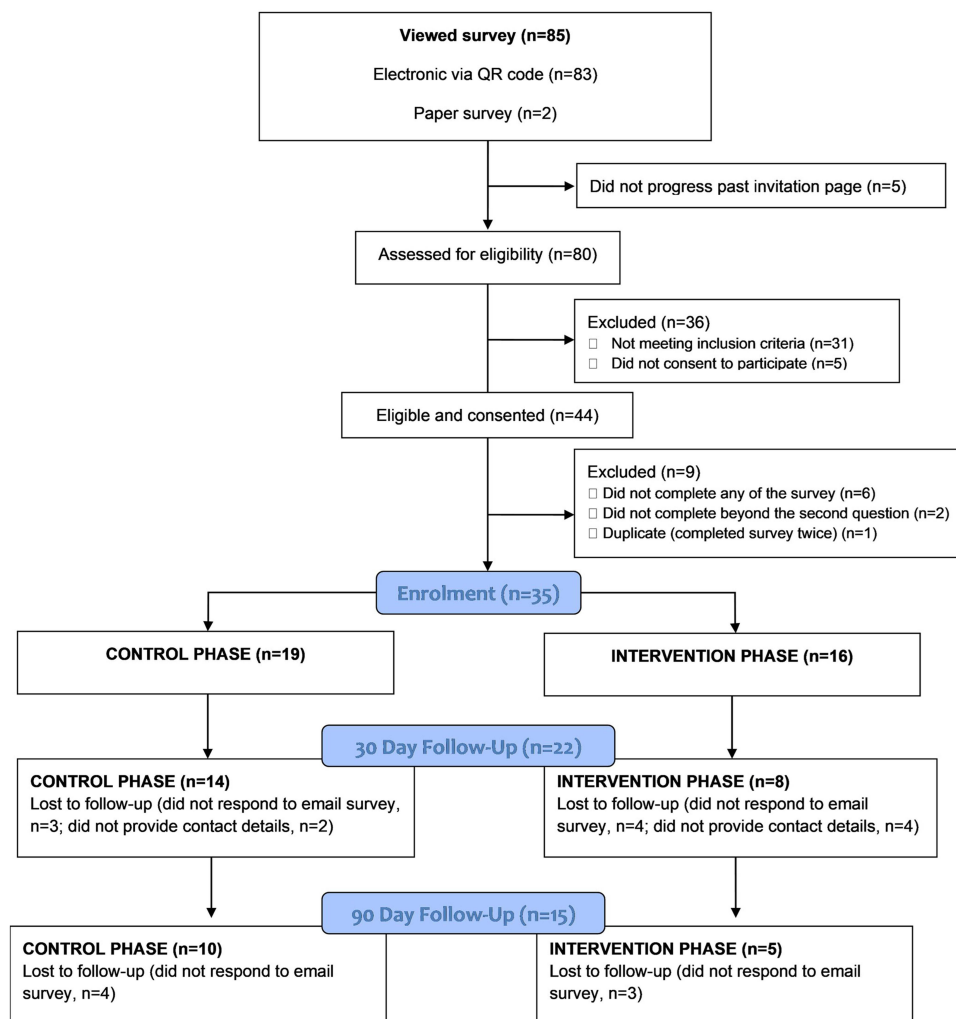 Viewed survey (n=85)
Electronic via QR code (n=83)
Paper survey (n=2)
Did not progress past invitation page (n=5)
Assessed for eligibility (n=80)
Excluded (n=36)
□ Not meeting inclusion criteria (n=31)
□ Did not consent to participate (n=5)
Eligible and consented (n=44)
Excluded (n=9)
□ Did not complete any of the survey (n=6)
□ Did not complete beyond the second question (n=2)
□ Duplicate (completed survey twice) (n=1)
Enrolment (n=35)
CONTROL PHASE (n=19)
INTERVENTION PHASE (n=16)
30 Day Follow-Up (n=22)
CONTROL PHASE (n=14)
Lost to follow-up (did not respond to email survey,
n=3; did not provide contact details, n=2)
INTERVENTION PHASE (n=8)
Lost to follow-up (did not respond to email
survey, n=4; did not provide contact details, n=4)
90 Day Follow-Up (n=15)
CONTROL PHASE (n=10)
Lost to follow-up (did not respond to email
survey, n=4)
INTERVENTION PHASE (n=5)
Lost to follow-up (did not respond to email
survey, n=3)